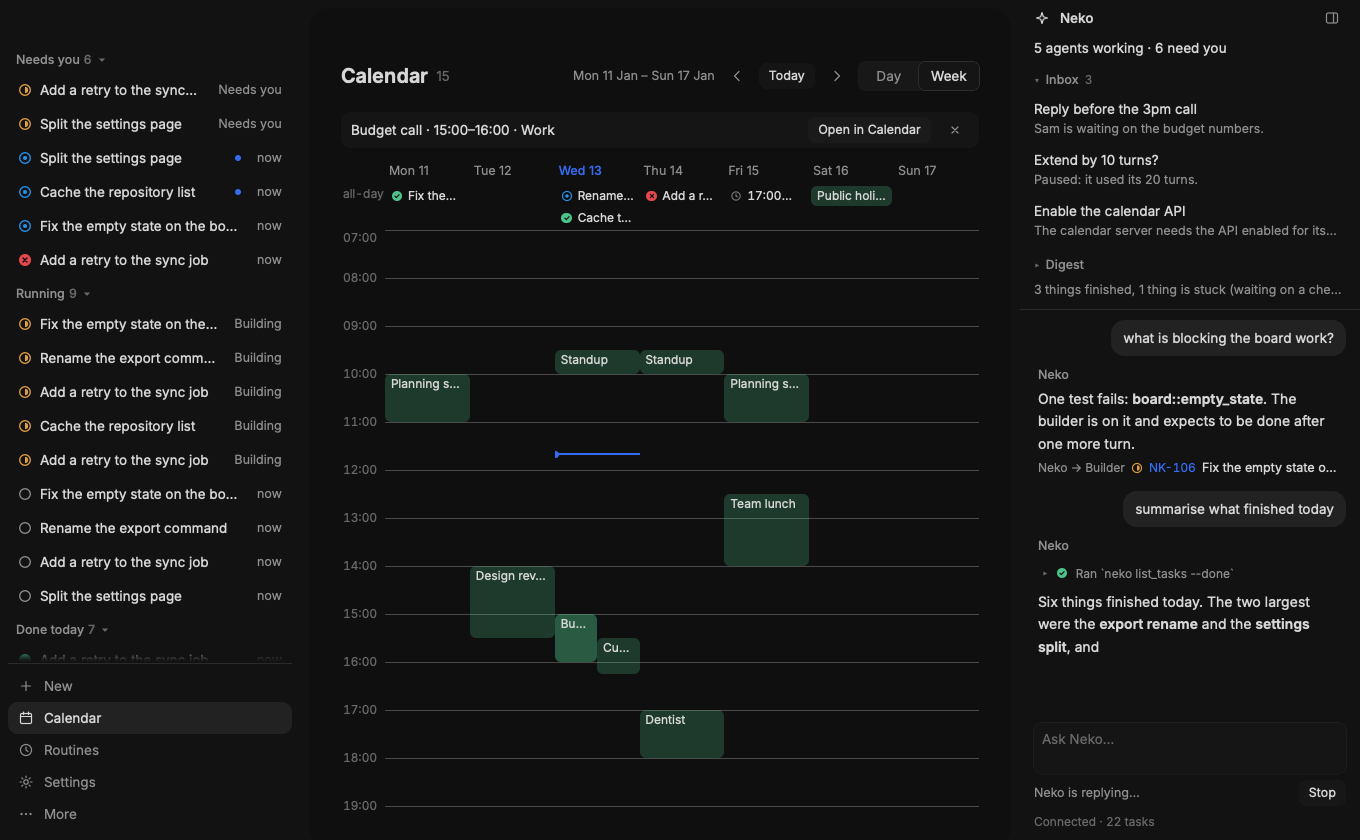 Needs you 6
Add a retry to the sync... Needs you
Split the settings page Needs you
Split the settings page now
Cache the repository list now
Fix the empty state on the bo... now
Add a retry to the sync job now
Running 9
Fix the empty state on the... Building
Rename the export comm... Building
Add a retry to the sync job Building
Cache the repository list Building
Add a retry to the sync job Building
Fix the empty state on the bo... now
Rename the export command now
Add a retry to the sync job now
Split the settings page now
Done today 7
Add a retry to the sync job now
New
Calendar
Routines
Settings
More
Calendar 15
Mon 11 Jan – Sun 17 Jan
Today
Day
Week
Budget call · 15:00–16:00 · Work
Open in Calendar
Mon 11 Tue 12 Wed 13 Thu 14 Fri 15 Sat 16 Sun 17
all-day Fix the... Rename... Add a r... 17:00... Public holi...
Cache t...
07:00
08:00
09:00
Standup Standup
10:00
Planning s... Planning s...
11:00
12:00
Team lunch
13:00
14:00
Design rev...
15:00
Bu...
Cu...
16:00
17:00
Dentist
18:00
19:00
Neko
5 agents working · 6 need you
Inbox 3
Reply before the 3pm call
Sam is waiting on the budget numbers.
Extend by 10 turns?
Paused: it used its 20 turns.
Enable the calendar API
The calendar server needs the API enabled for its...
Digest
3 things finished, 1 thing is stuck (waiting on a che...
what is blocking the board work?
Neko
One test fails: board::empty_state. The
builder is on it and expects to be done after
one more turn.
Neko → Builder NK-106 Fix the empty state o...
summarise what finished today
Neko
Ran `neko list_tasks --done`
Six things finished today. The two largest
were the export rename and the settings
split, and
Ask Neko...
Neko is replying...
Stop
Connected · 22 tasks